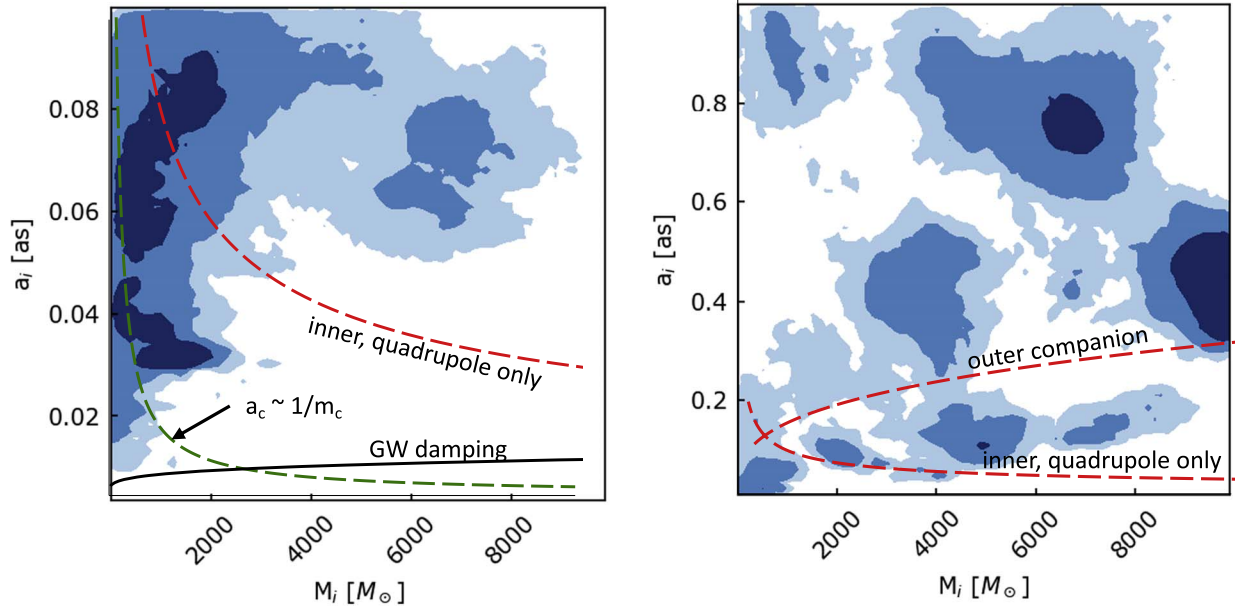 0.08
0.06
0.04
0.02
a_i [as]
inner, quadrupole only
a_c ~ 1/m_c
GW damping
2000
4000
6000
8000
M_i [M_⊙]
0.8
0.6
0.4
0.2
a_i [as]
outer companion
inner, quadrupole only
2000
4000
6000
8000
M_i [M_⊙]